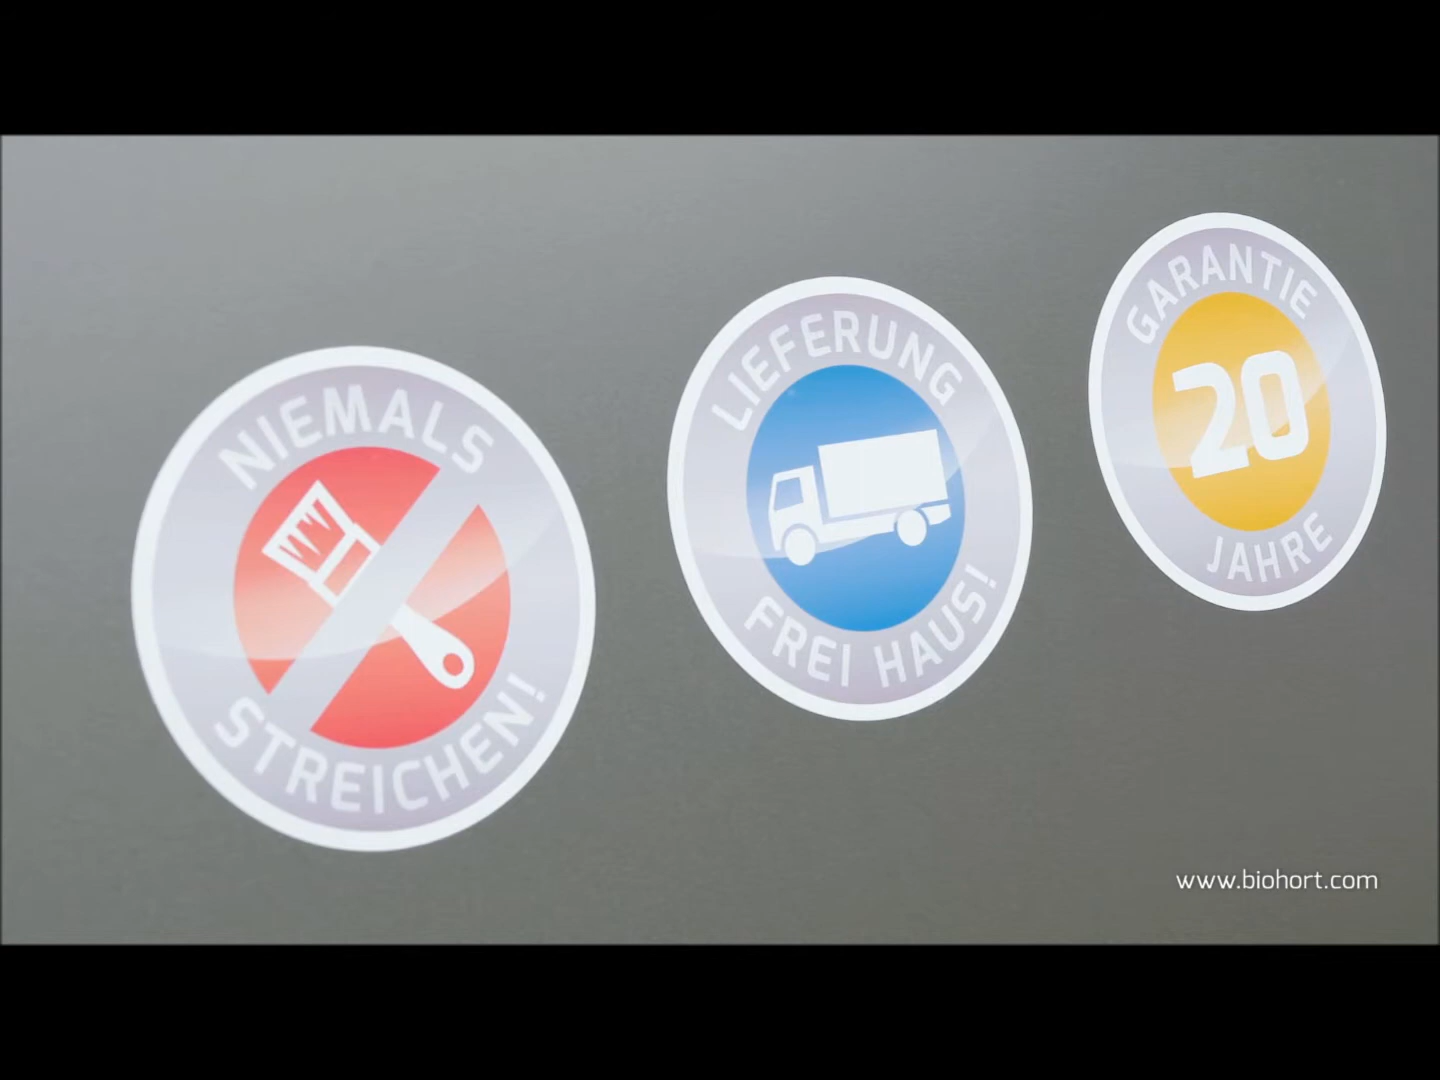 NIEMALS
STREICHEN!
LIEFERUNG
FREI HAUS!
GARANTIE
20
JAHRE
www.biohort.com